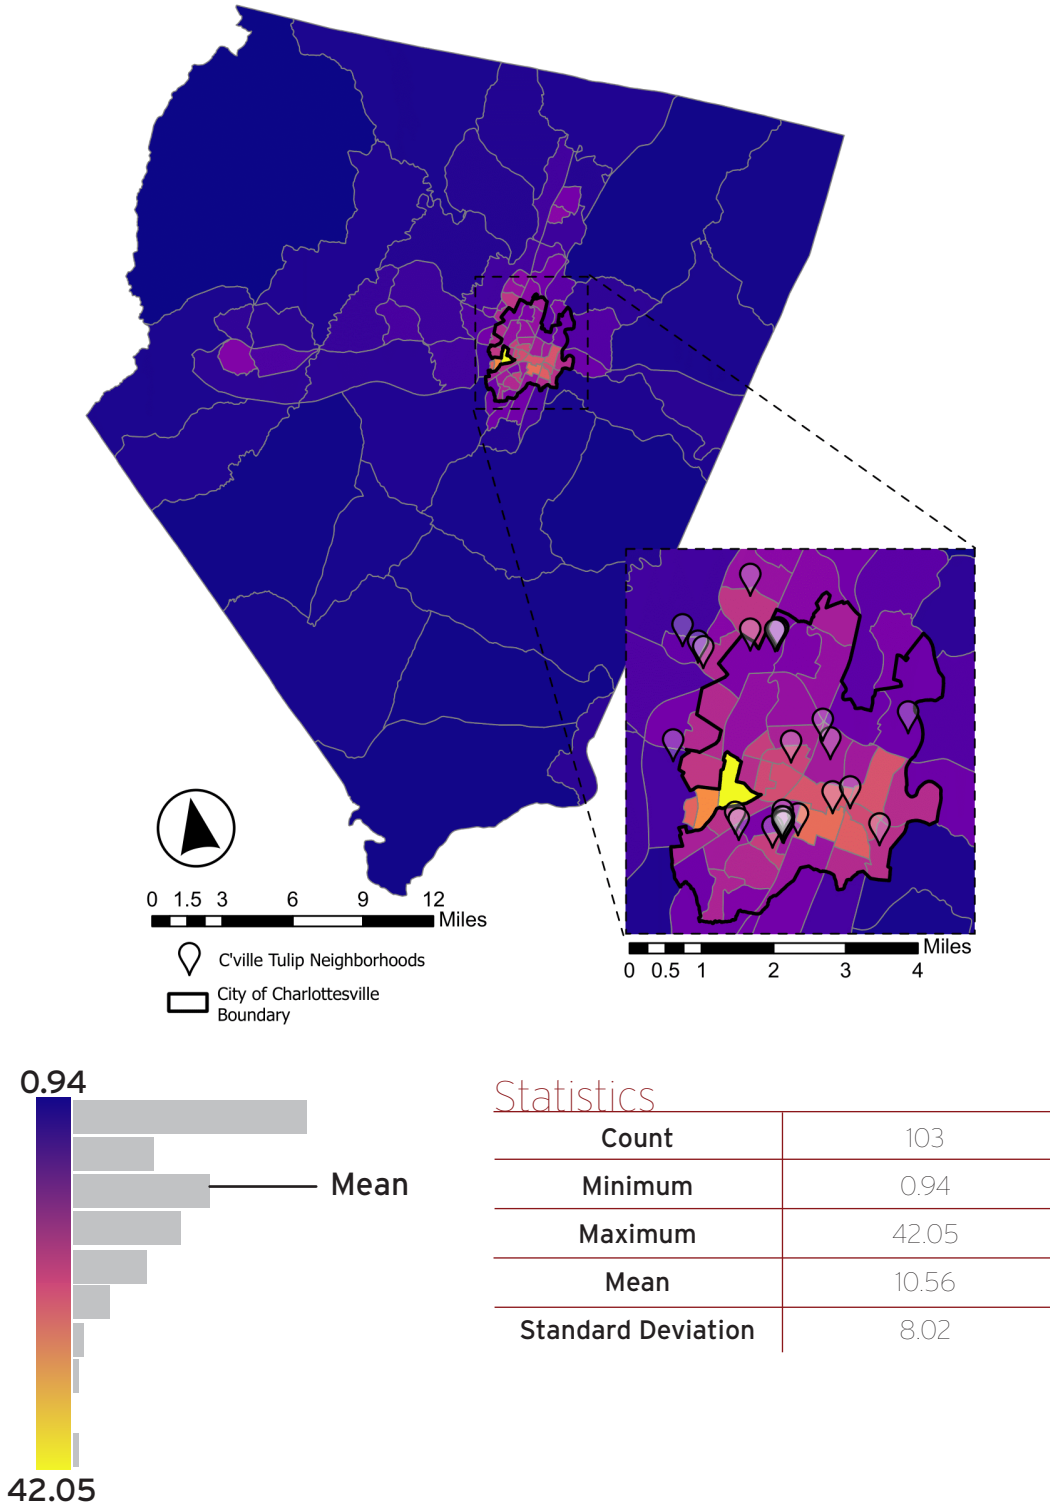 0 1.5 3 6 9 12
Miles
C'ville Tulip Neighborhoods
City of Charlottesville
Boundary
Miles
0 0.5 1 2 3 4
0.94
Mean
42.05
Statistics
Count 103
Minimum 0.94
Maximum 42.05
Mean 10.56
Standard Deviation 8.02